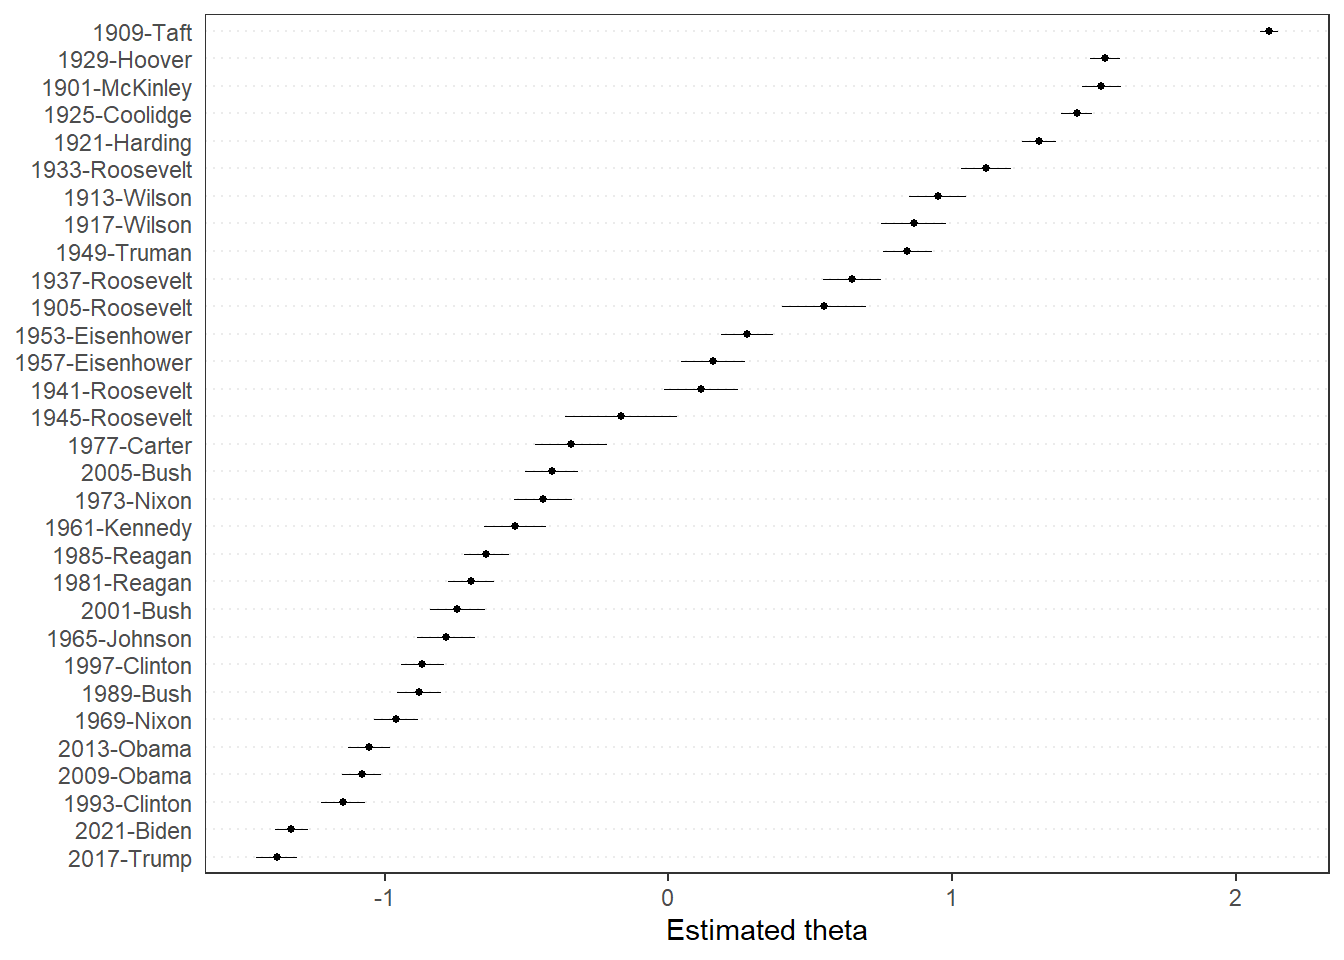 1909-Taft
1929-Hoover
1901-McKinley
1925-Coolidge
1921-Harding
1933-Roosevelt
1913-Wilson
1917-Wilson
1949-Truman
1937-Roosevelt
1905-Roosevelt
1953-Eisenhower
1957-Eisenhower
1941-Roosevelt
1945-Roosevelt
1977-Carter
2005-Bush
1973-Nixon
1961-Kennedy
1985-Reagan
1981-Reagan
2001-Bush
1965-Johnson
1997-Clinton
1989-Bush
1969-Nixon
2013-Obama
2009-Obama
1993-Clinton
2021-Biden
2017-Trump
-1 0 1 2
Estimated theta